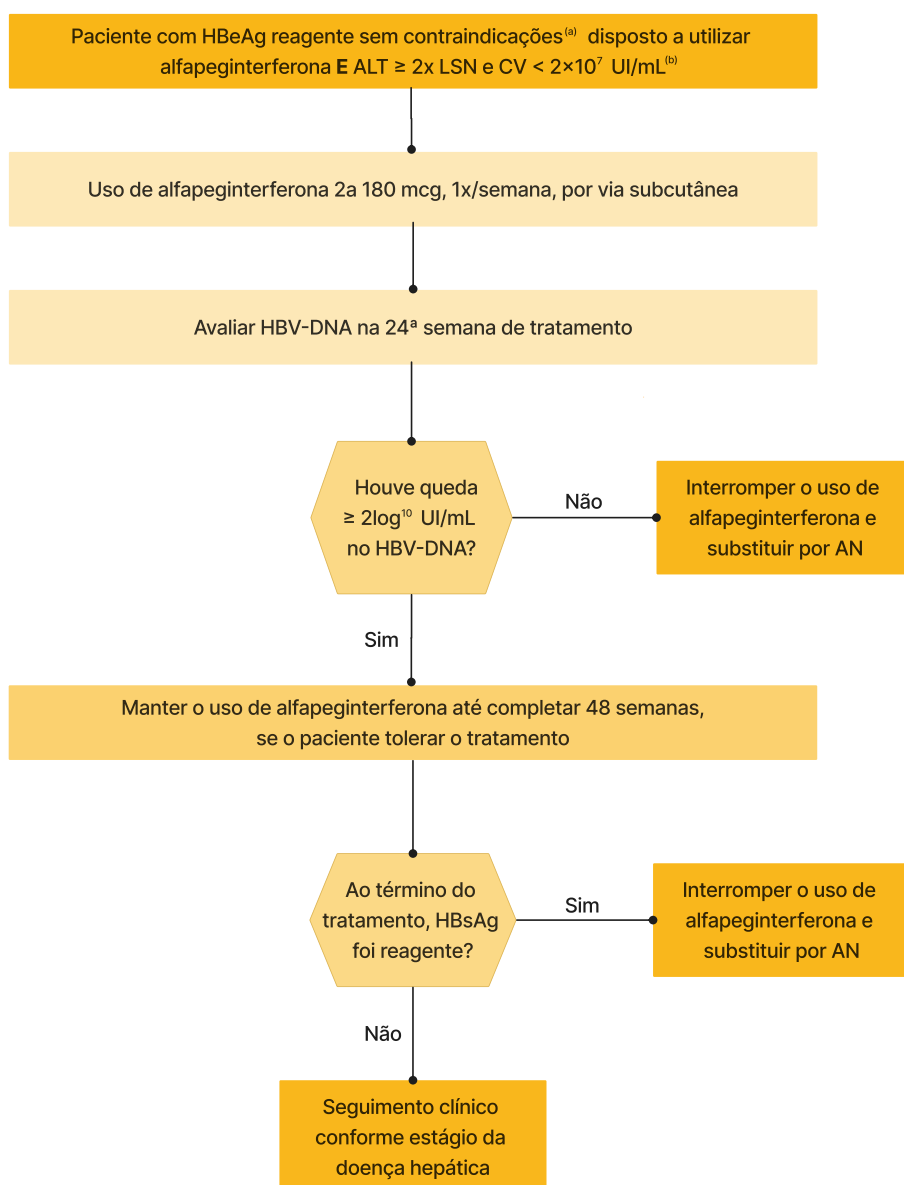 Paciente com HBeAg reagente sem contraindicações⁽ᵃ⁾ disposto a utilizar
alfapeginterferona E ALT ≥ 2x LSN e CV < 2×10⁷ UI/mL⁽ᵇ⁾
Uso de alfapeginterferona 2a 180 mcg, 1x/semana, por via subcutânea
Avaliar HBV-DNA na 24ª semana de tratamento
Houve queda
≥ 2log¹⁰ UI/mL
no HBV-DNA?
Não
Interromper o uso de
alfapeginterferona e
substituir por AN
Sim
Manter o uso de alfapeginterferona até completar 48 semanas,
se o paciente tolerar o tratamento
Ao término do
tratamento, HBsAg
foi reagente?
Sim
Interromper o uso de
alfapeginterferona e
substituir por AN
Não
Seguimento clínico
conforme estágio da
doença hepática